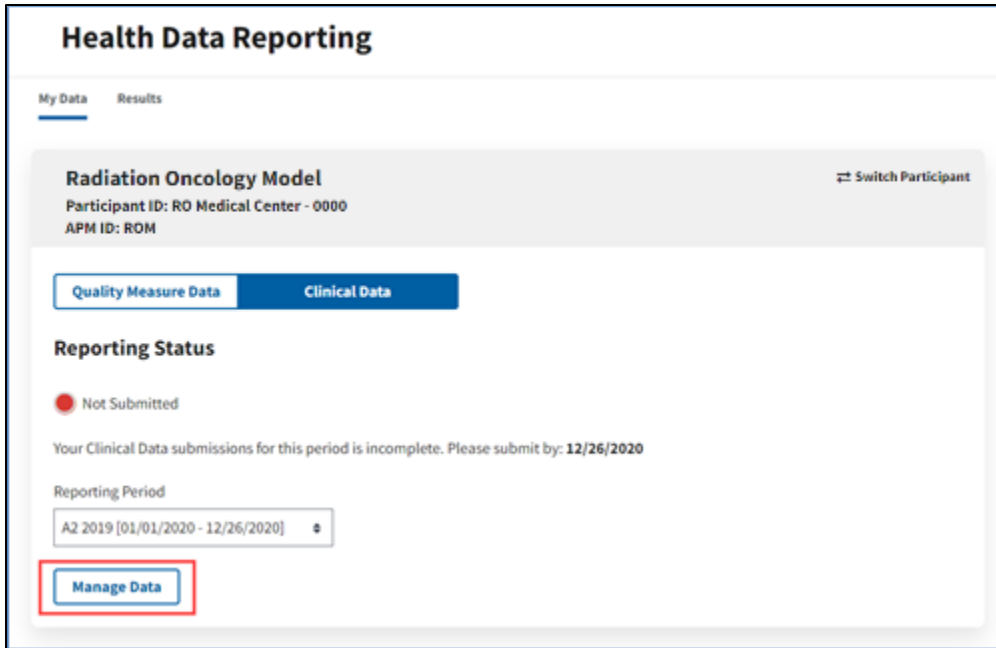 Health Data Reporting
My Data Results
Radiation Oncology Model
Switch Participant
Participant ID: RO Medical Center - 0000
APM ID: ROM
Quality Measure Data Clinical Data
Reporting Status
Not Submitted
Your Clinical Data submissions for this period is incomplete. Please submit by: 12/26/2020
Reporting Period
A2 2019 [01/01/2020 - 12/26/2020]
Manage Data